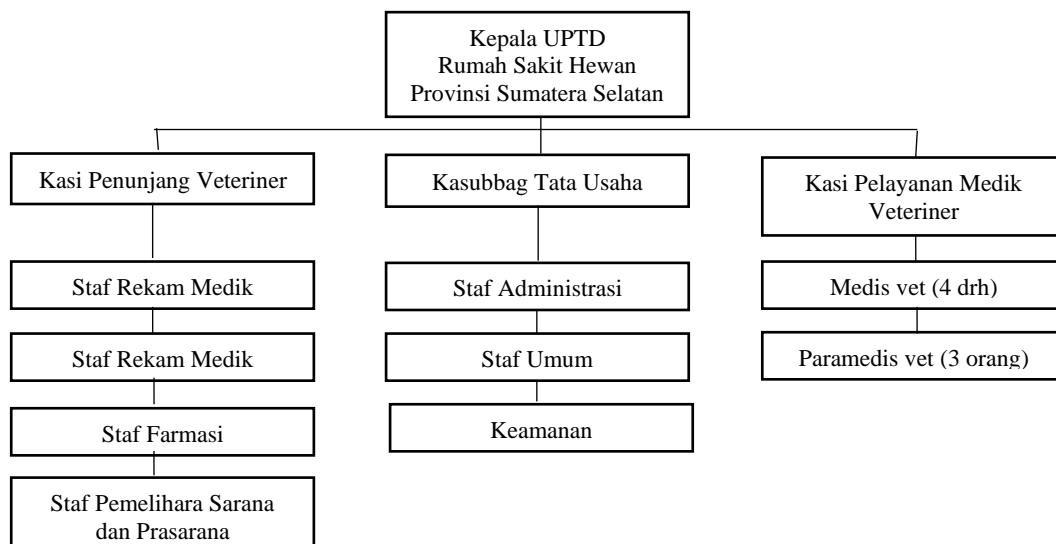 Kepala UPTD
Rumah Sakit Hewan
Provinsi Sumatera Selatan
Kasi Penunjang Veteriner
Kasubbag Tata Usaha
Kasi Pelayanan Medik
Veteriner
Staf Rekam Medik
Staf Administrasi
Medis vet (4 drh)
Staf Rekam Medik
Staf Umum
Paramedis vet (3 orang)
Staf Farmasi
Keamanan
Staf Pemelihara Sarana
dan Prasarana